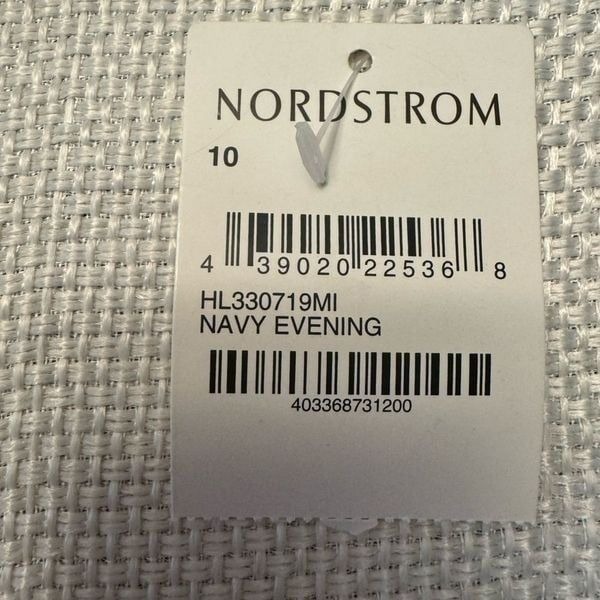 NORDSTROM
10
4 39020 22536 8
HL330719MI
NAVY EVENING
403368731200